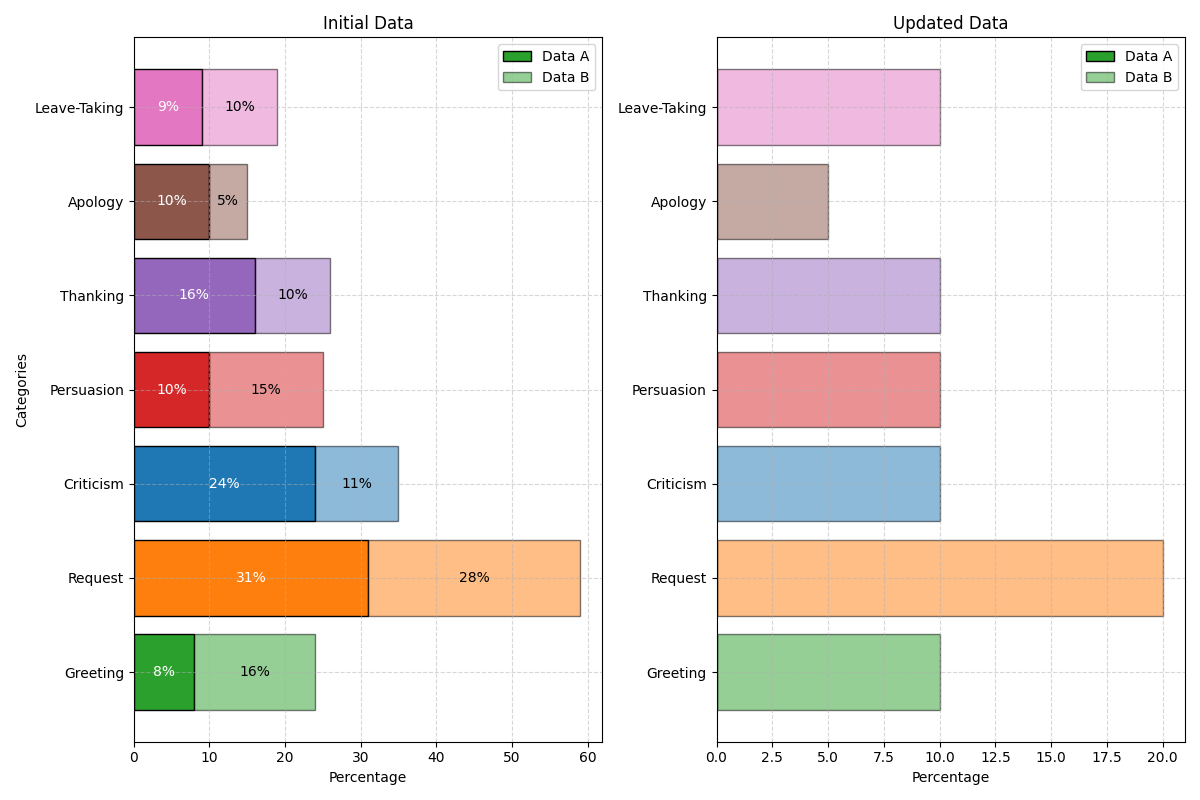 Initial Data
Data A
Data B
Leave-Taking
9%
10%
Apology
10%
5%
Thanking
16%
10%
Persuasion
10%
15%
Criticism
24%
11%
Request
31%
28%
Greeting
8%
16%
Categories
0 10 20 30 40 50 60
Percentage
Updated Data
Data A
Data B
Leave-Taking
Apology
Thanking
Persuasion
Criticism
Request
Greeting
0.0 2.5 5.0 7.5 10.0 12.5 15.0 17.5 20.0
Percentage